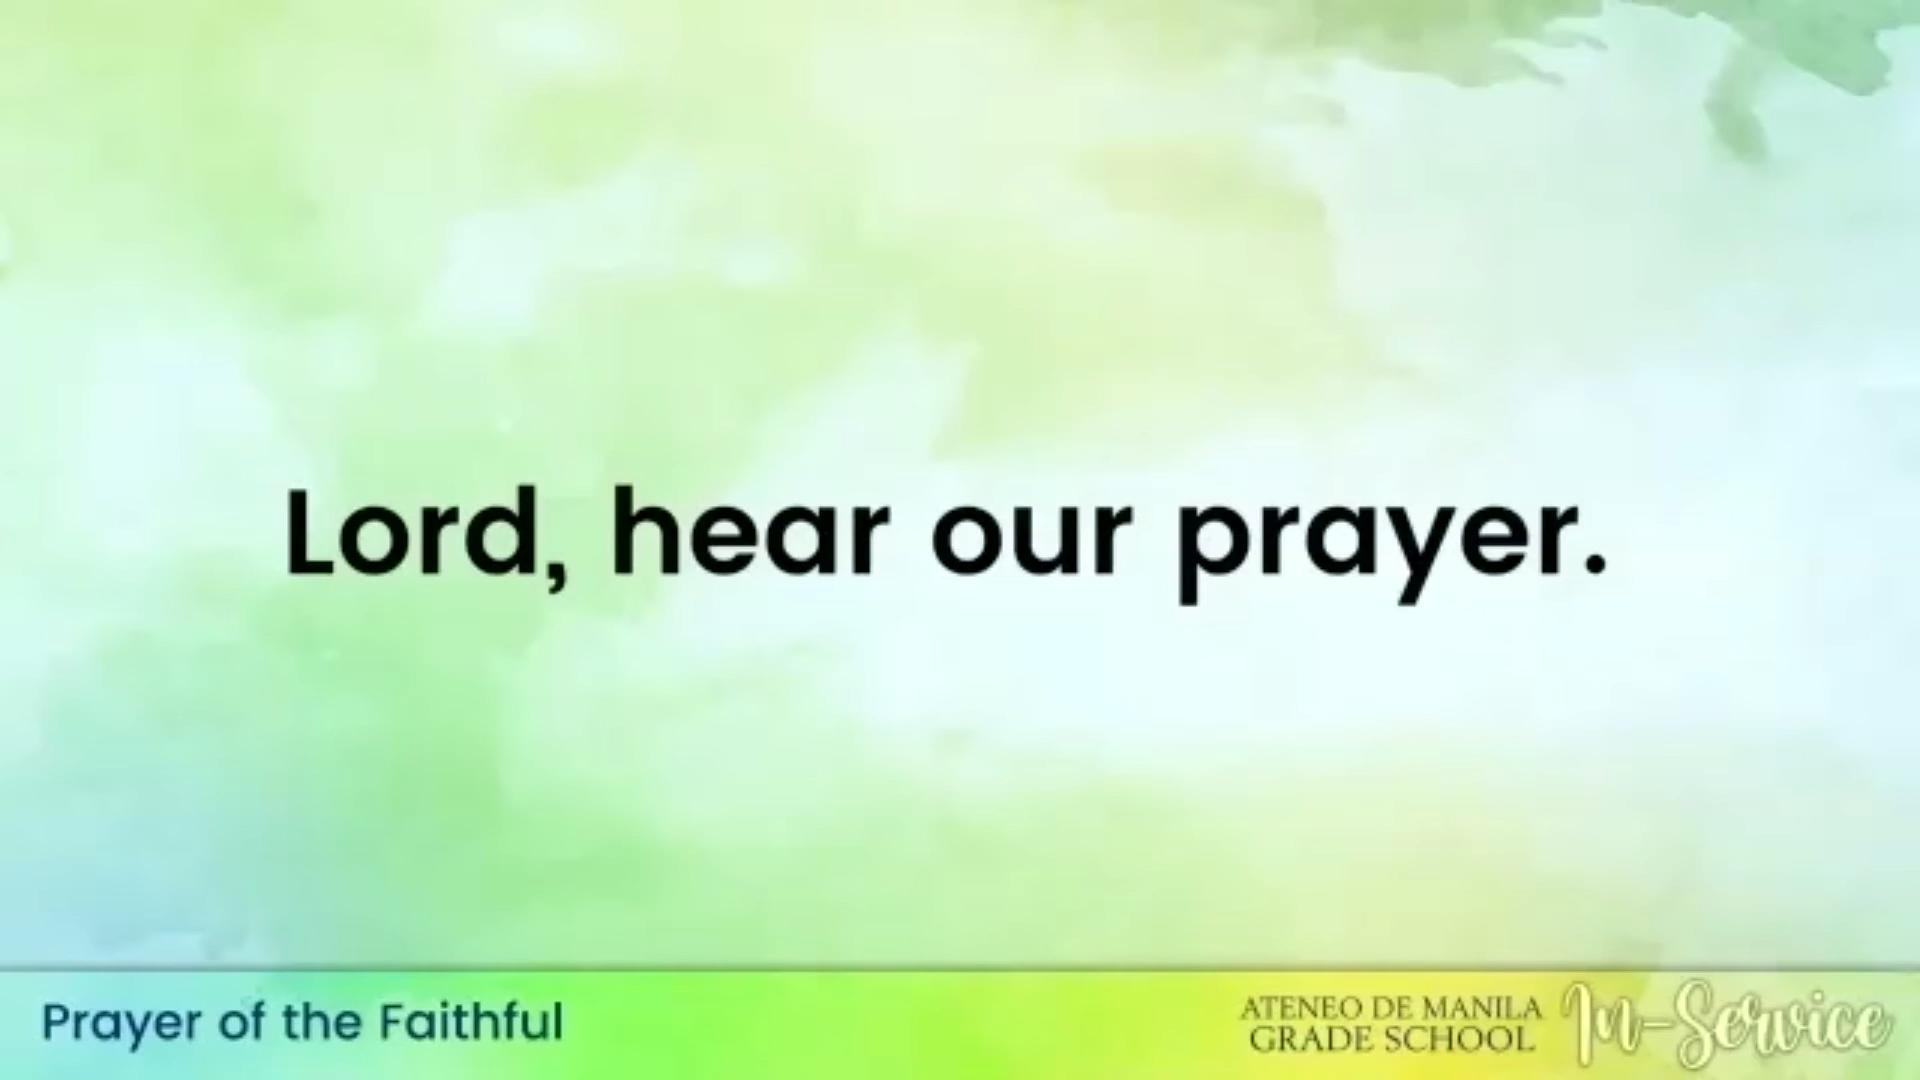 Lord, hear our prayer.
Prayer of the Faithful
ATENEO DE MANILA
GRADE SCHOOL
In-Service